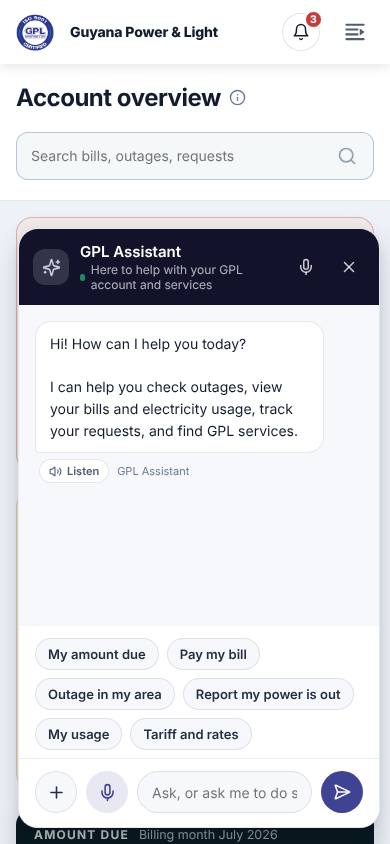 ISO 9001
GPL
CERTIFIED
Guyana Power & Light
3
Account overview
Search bills, outages, requests
GPL Assistant
Here to help with your GPL
account and services
Hi! How can I help you today?
I can help you check outages, view
your bills and electricity usage, track
your requests, and find GPL services.
Listen
GPL Assistant
My amount due
Pay my bill
Outage in my area
Report my power is out
My usage
Tariff and rates
Ask, or ask me to do s
AMOUNT DUE Billing month July 2026